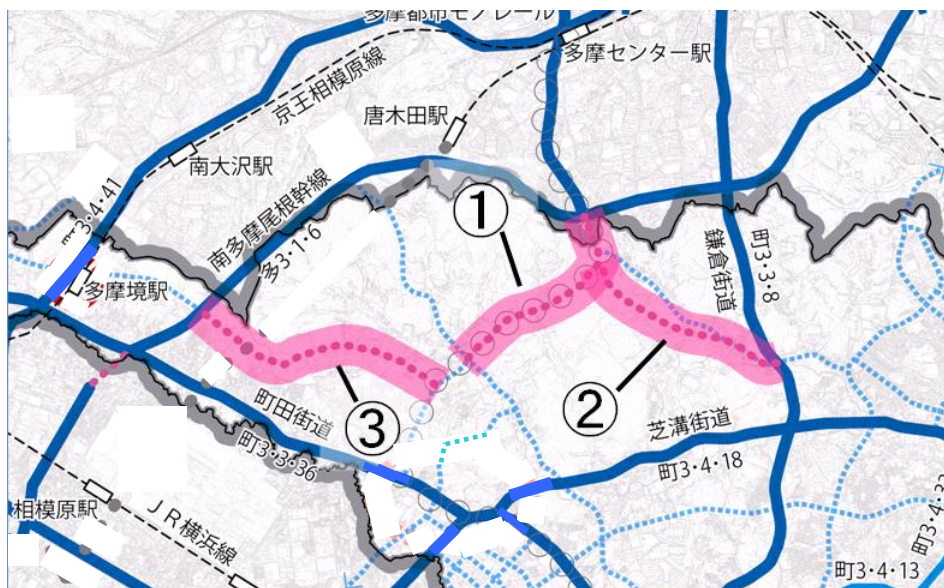 多摩都市モノレール
多摩センター駅
京王相模原線
唐木田駅
南大沢駅
3・4・41
南多摩尾根幹線
多3・1・6
①
鎌倉街道
町3・3・8
多摩境駅
②
③
町田街道
町3・3・36
芝溝街道
町3・4・18
相模原駅
JR横浜線
町3・4・13